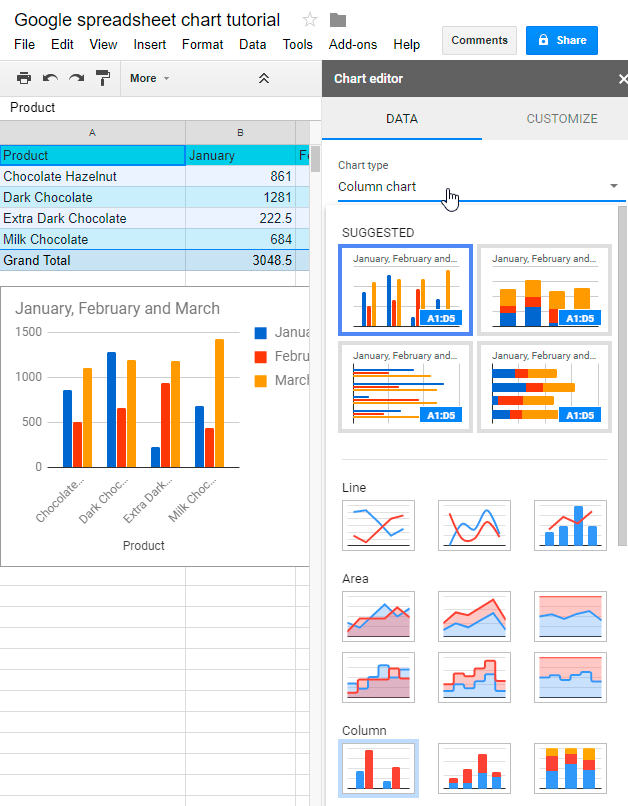 Google spreadsheet chart tutorial
File Edit View Insert Format Data Tools Add-ons Help
Comments
Share
More
Chart editor
Product
DATA CUSTOMIZE
A B
Product January
Chocolate Hazelnut 861
Dark Chocolate 1281
Extra Dark Chocolate 222.5
Milk Chocolate 684
Grand Total 3048.5
Chart type
Column chart
SUGGESTED
January, February and...
A1:D5
January, February and...
A1:D5
January, February and...
A1:D5
January, February and...
A1:D5
January, February and March
1500
1000
500
0
Janua
Febru
March
Chocolate...
Dark Choc...
Extra Dark...
Milk Choc...
Product
Line
Area
Column